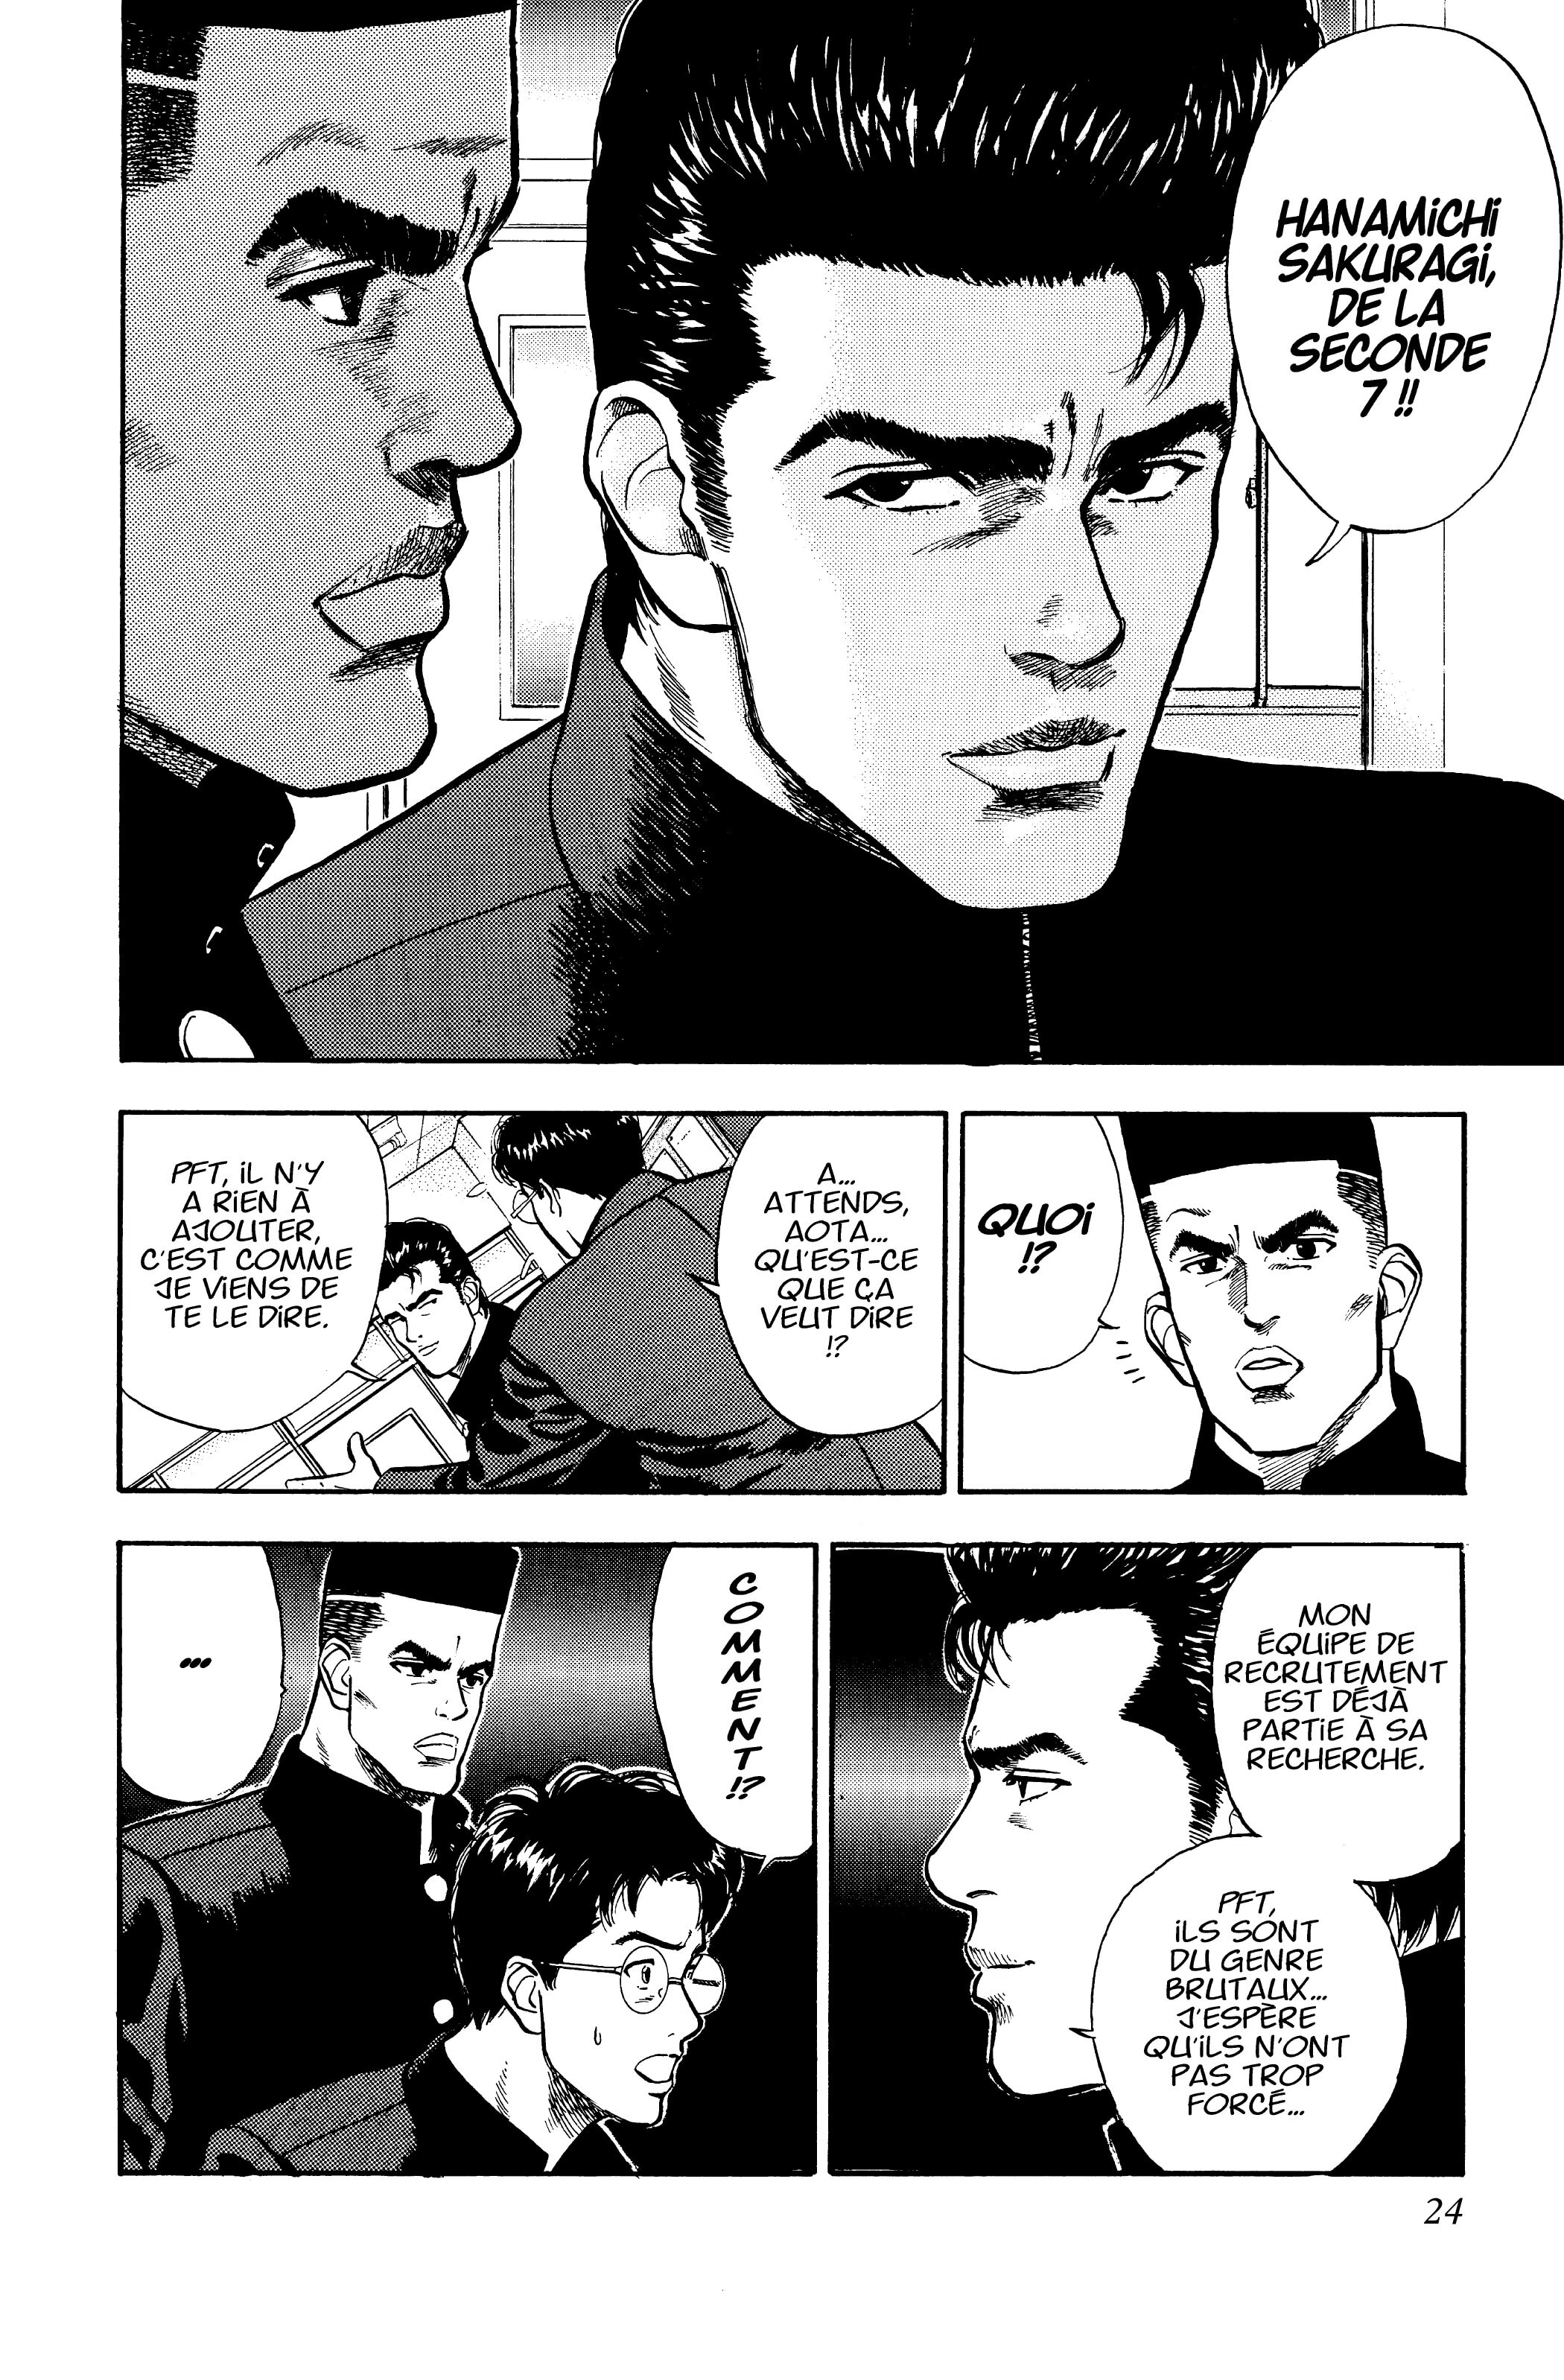 HANAMiCHi
SAKURAGi,
DE LA
SECONDE
7 !!
QUOi
!?
A...
ATTENDS,
AOTA...
QU'EST-CE
QUE ÇA
VEUT DIRE
!?
PFT, iL N'Y
A RiEN À
AJOUTER,
C'EST COMME
JE ViENS DE
TE LE DiRE.
MON
ÉQUiPE DE
RECRUTEMENT
EST DÉJÀ
PARTiE À SA
RECHERCHE.
PFT,
iLS SONT
DU GENRE
BRUTAUX...
J'ESPÈRE
QU'iLS N'ONT
PAS TROP
FORCÉ...
COMMENT!?
...
24